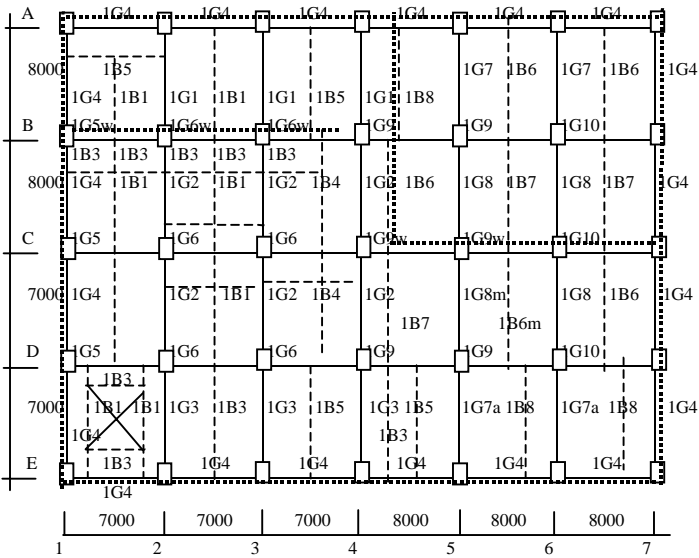 A 1G4 1G4 1G4 1G4 1G4 1G4
8000 1B5 1G7 1B6 1G7 1B6 1G4
1G4 1B1 1G1 1B1 1G1 1B5 1G1 1B8
B 1G5w 1G6w 1G6w 1G9 1G9 1G10
1B3 1B3 1B3 1B3 1B3
8000 1G4 1B1 1G2 1B1 1G2 1B4 1G2 1B6 1G8 1B7 1G8 1B7 1G4
C 1G5 1G6 1G6 1G9w 1G9w 1G10
7000 1G4 1G2 1B1 1G2 1B4 1G2 1G8m 1G8 1B6 1G4
1B7 1B6m
D 1G5 1G6 1G6 1G9 1G9 1G10
1B3
7000 1B1 1B1 1G3 1B3 1G3 1B5 1G3 1B5 1G7a 1B8 1G7a 1B8 1G4
1G4 1B3
E 1B3 1G4 1G4 1G4 1G4 1G4
1G4
7000 7000 7000 8000 8000 8000
1 2 3 4 5 6 7